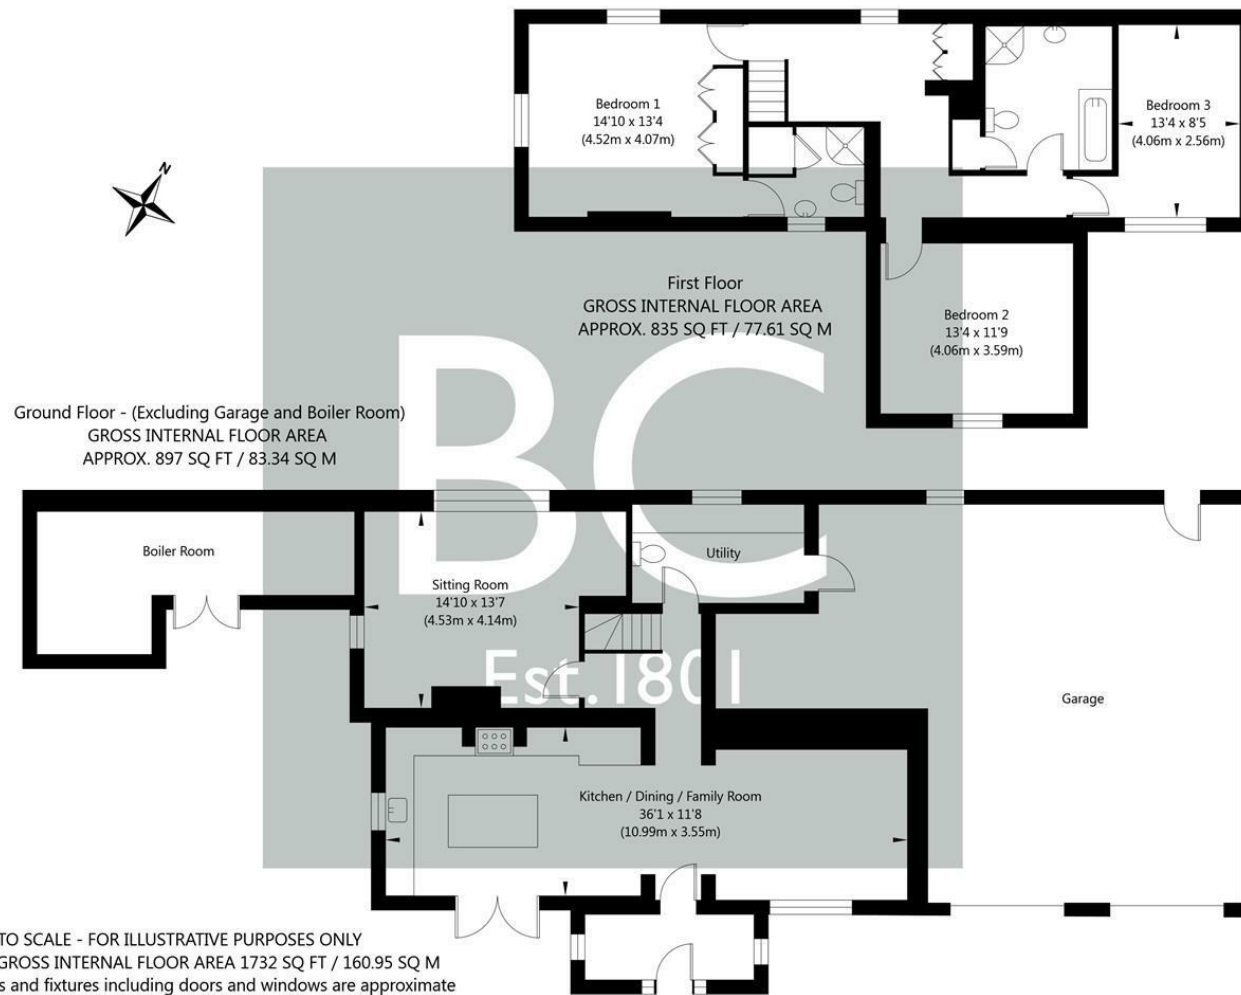 Bedroom 1
14'10 x 13'4
(4.52m x 4.07m)
Bedroom 3
13'4 x 8'5
(4.06m x 2.56m)
N
First Floor
GROSS INTERNAL FLOOR AREA
APPROX. 835 SQ FT / 77.61 SQ M
Bedroom 2
13'4 x 11'9
(4.06m x 3.59m)
BC
Est.1801
Ground Floor - (Excluding Garage and Boiler Room)
GROSS INTERNAL FLOOR AREA
APPROX. 897 SQ FT / 83.34 SQ M
Boiler Room
Sitting Room
14'10 x 13'7
(4.53m x 4.14m)
Utility
Garage
Kitchen / Dining / Family Room
36'1 x 11'8
(10.99m x 3.55m)
TO SCALE - FOR ILLUSTRATIVE PURPOSES ONLY
GROSS INTERNAL FLOOR AREA 1732 SQ FT / 160.95 SQ M
s and fixtures including doors and windows are approximate